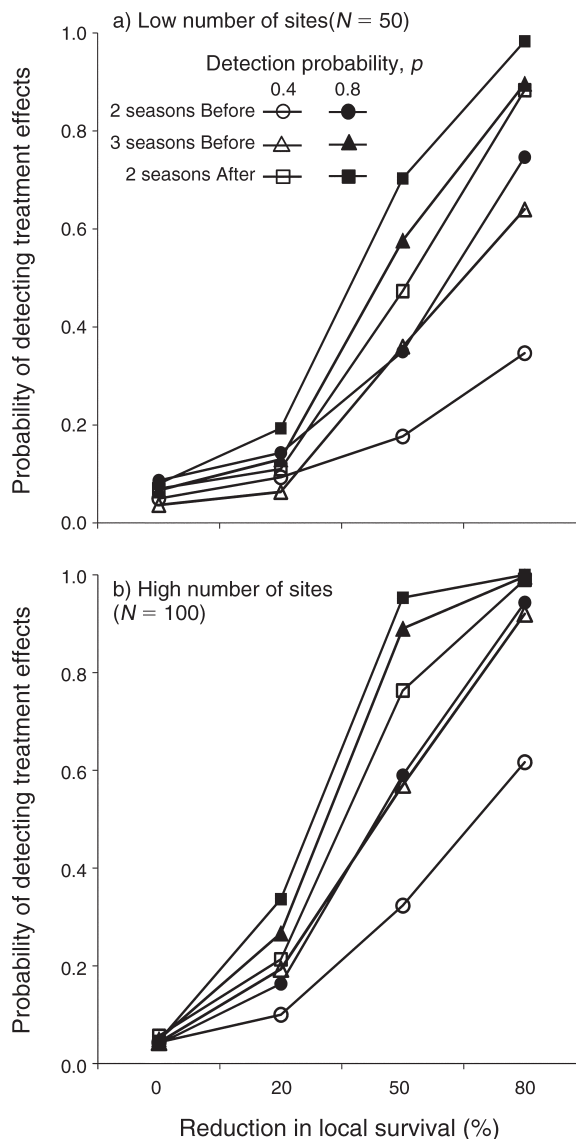 a) Low number of sites(N = 50)
Detection probability, p
0.4 0.8
2 seasons Before
3 seasons Before
2 seasons After
Probability of detecting treatment effects
1.0
0.8
0.6
0.4
0.2
0.0
b) High number of sites
(N = 100)
Probability of detecting treatment effects
1.0
0.8
0.6
0.4
0.2
0.0
0 20 50 80
Reduction in local survival (%)